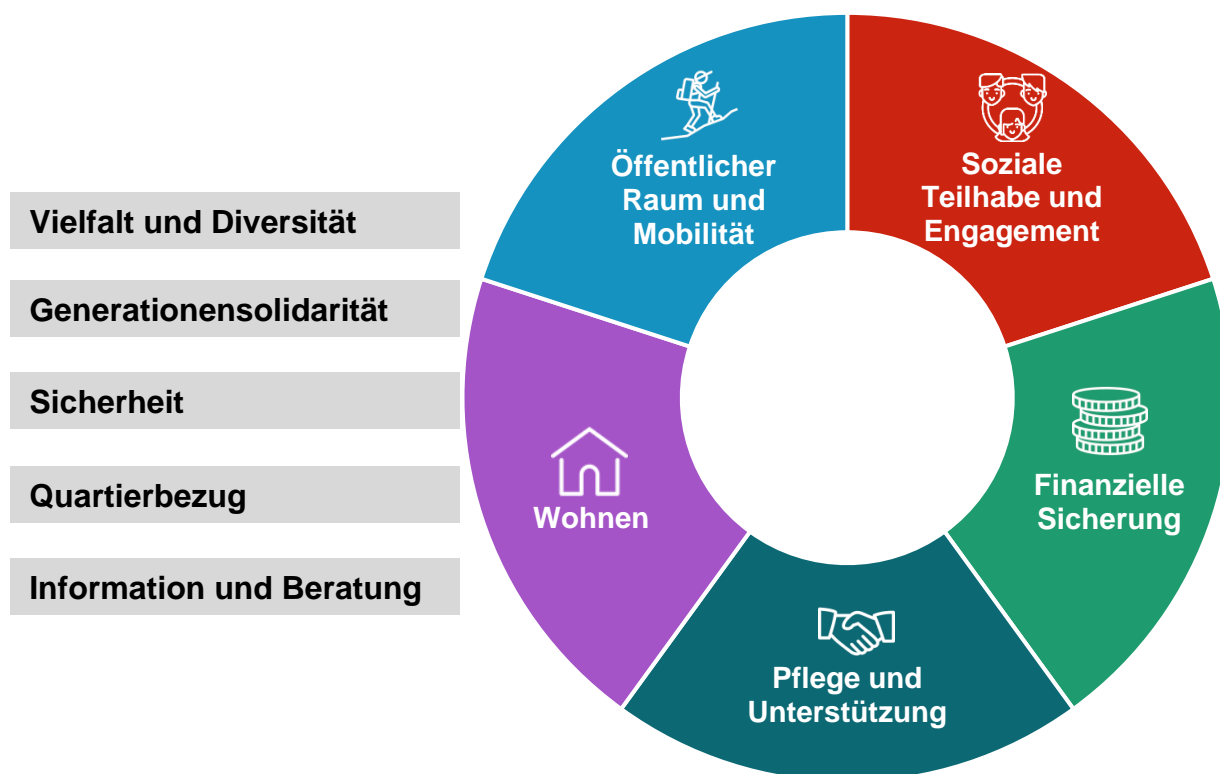 Vielfalt und Diversität
Generationensolidarität
Sicherheit
Quartierbezug
Information und Beratung
Öffentlicher
Raum und
Mobilität
Soziale
Teilhabe und
Engagement
Finanzielle
Sicherung
Pflege und
Unterstützung
Wohnen